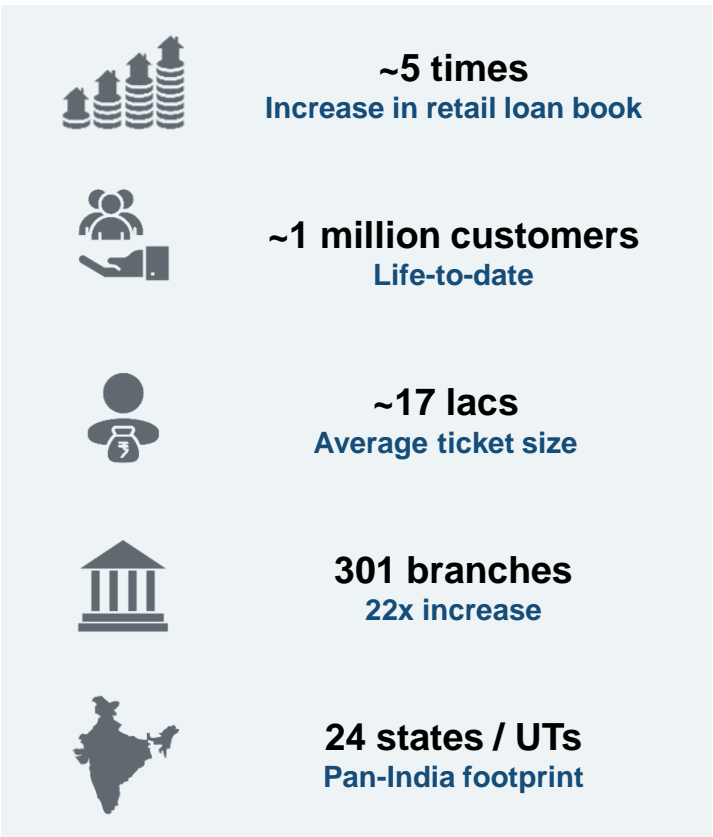 ~5 times
Increase in retail loan book
~1 million customers
Life-to-date
~17 lacs
Average ticket size
₹
301 branches
22x increase
24 states / UTs
Pan-India footprint